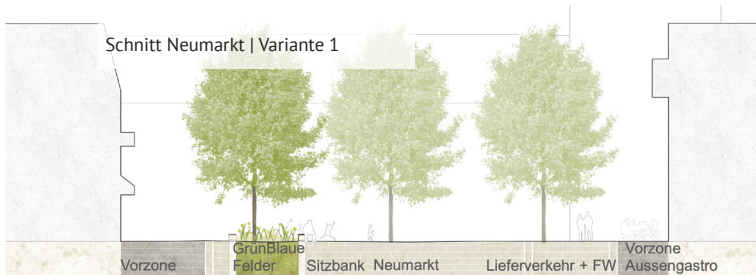 Schnitt Neumarkt | Variante 1
GrünBlaue
Felder
Vorzone
Sitzbank
Neumarkt
Lieferverkehr + FW
Vorzone
Aussengastro